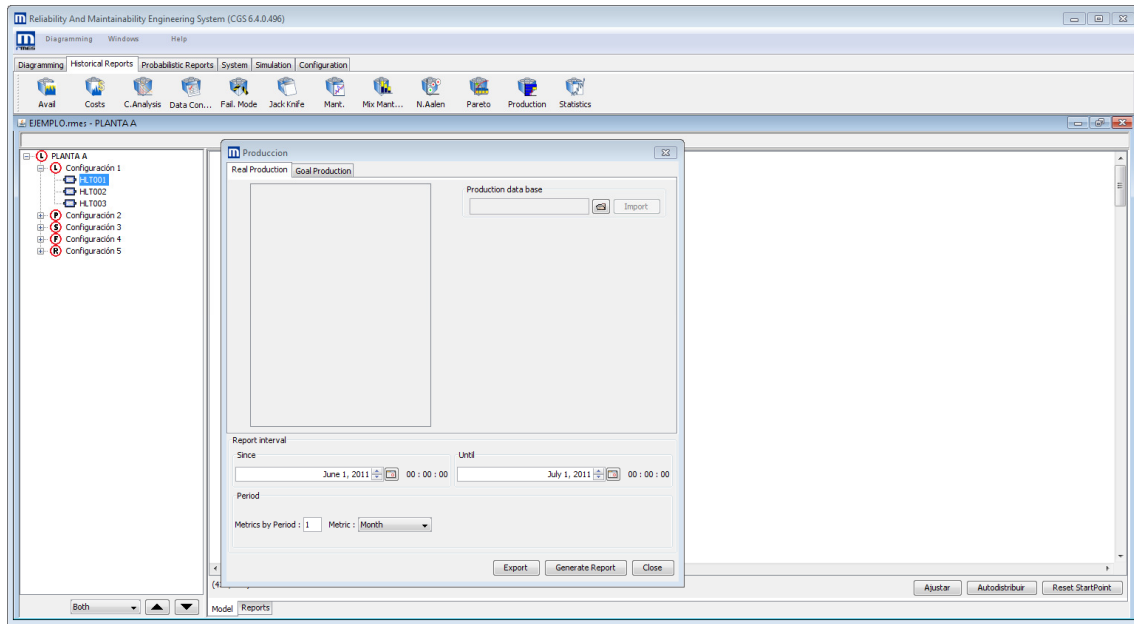 Reliability And Maintainability Engineering System (CGS 6.4.0.496)
Diagramming Windows Help
Diagramming Historical Reports Probabilistic Reports System Simulation Configuration
Avail Costs C.Analysis Data Con... Fail. Mode Jack Knife Mant. Mix Mant... N.Aalen Pareto Production Statistics
EJEMPLO.rmes - PLANTA A
L PLANTA A
L Configuración 1
HLT001
HLT002
HLT003
P Configuración 2
S Configuración 3
F Configuración 4
R Configuración 5
Produccion
Real Production Goal Production
Production data base
Import
Report interval
Since Until
June 1, 2011 00 : 00 : 00 July 1, 2011 00 : 00 : 00
Period
Metrics by Period : 1 Metric : Month
Export Generate Report Close
Ajustar Autodistribuir Reset StartPoint
Both Model Reports